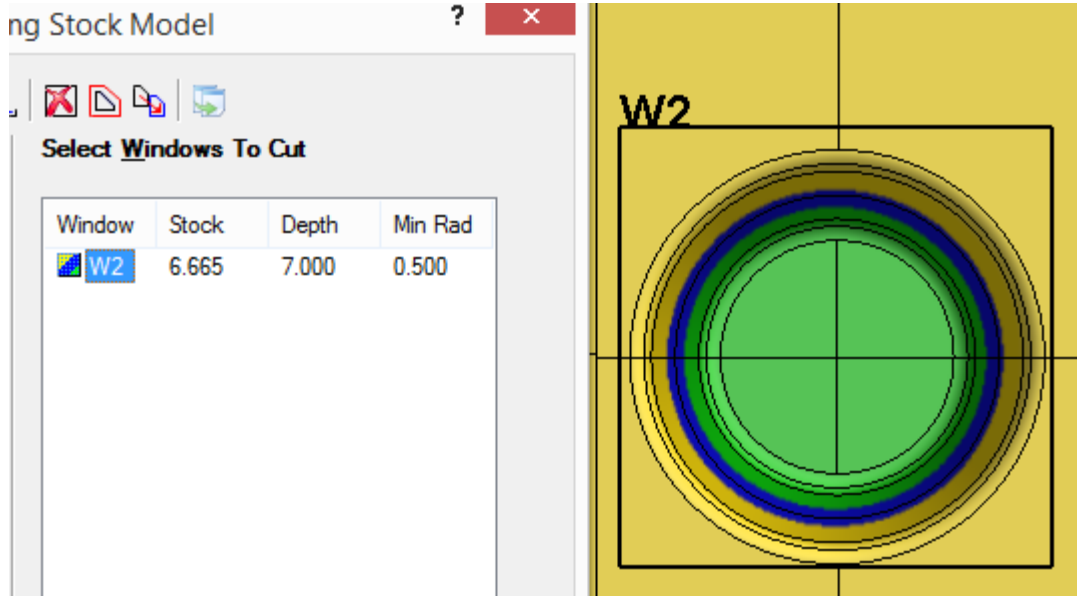 ng Stock Model ?
Select Windows To Cut
Window Stock Depth Min Rad
W2 6.665 7.000 0.500
W2